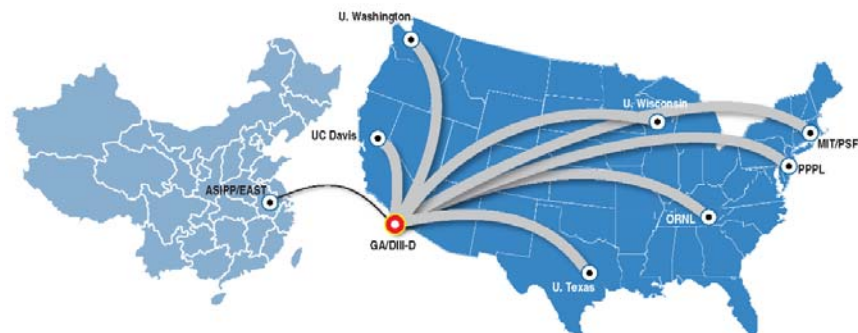 U. Washington
U. Wisconsin
UC Davis
MIT/PSF
PPPL
ASIPP/EAST
ORNL
GA/DIII-D
U. Texas